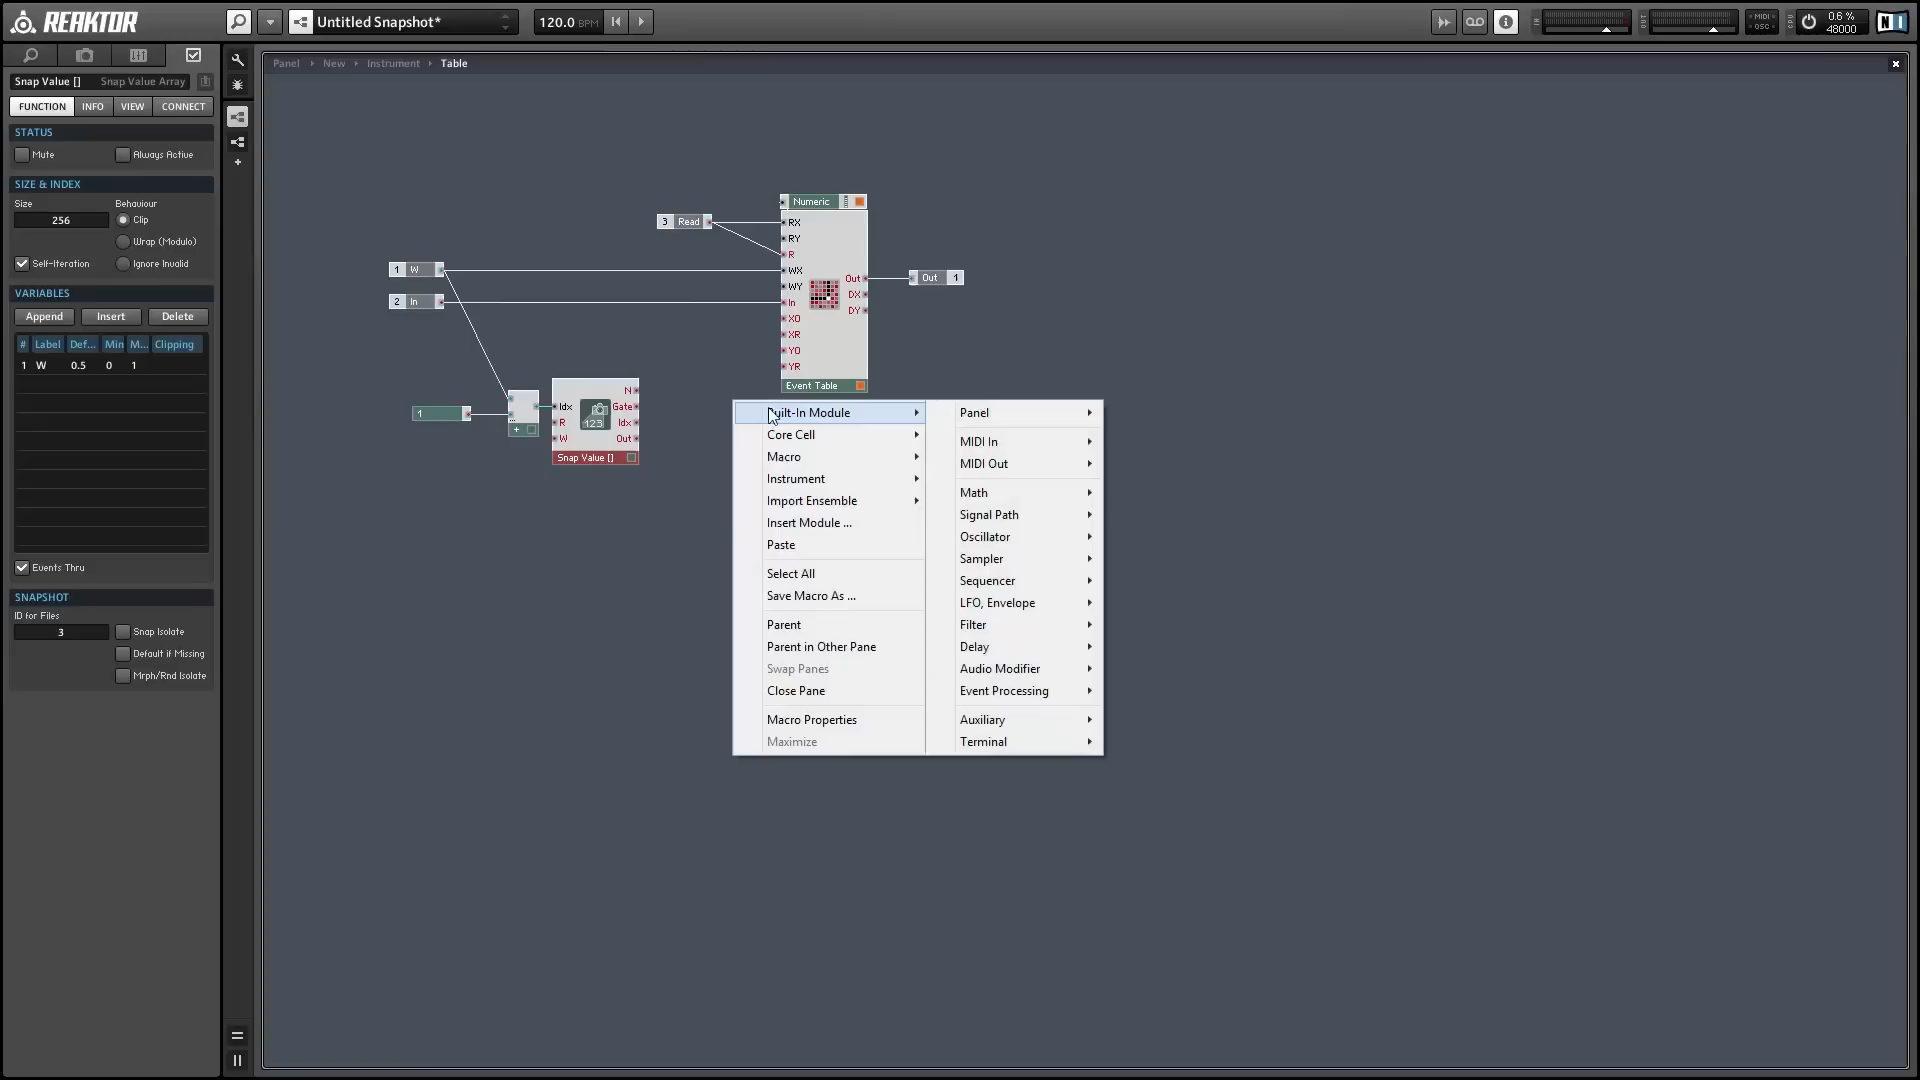 REAKTOR
Untitled Snapshot*
120.0 BPM
MIDI
OSC
0.6 %
48000
NI
Snap Value []
Snap Value Array
FUNCTION
INFO
VIEW
CONNECT
STATUS
Mute
Always Active
SIZE & INDEX
Size
Behaviour
256
Clip
Wrap (Modulo)
Self-Iteration
Ignore Invalid
VARIABLES
Append
Insert
Delete
# Label Def... Min M... Clipping
1 W 0.5 0 1
Events Thru
SNAPSHOT
ID for Files
3
Snap Isolate
Default if Missing
Mrph/Rnd Isolate
Panel
New
Instrument
Table
3 Read
1 W
2 In
Numeric
RX
RY
R
WX
WY
In
XO
XR
YO
YR
Out
DX
DY
Event Table
Out 1
1
+
Idx
R
W
123
N
Gate
Idx
Out
Snap Value []
Built-In Module
Core Cell
Macro
Instrument
Import Ensemble
Insert Module ...
Paste
Select All
Save Macro As ...
Parent
Parent in Other Pane
Swap Panes
Close Pane
Macro Properties
Maximize
Panel
MIDI In
MIDI Out
Math
Signal Path
Oscillator
Sampler
Sequencer
LFO, Envelope
Filter
Delay
Audio Modifier
Event Processing
Auxiliary
Terminal